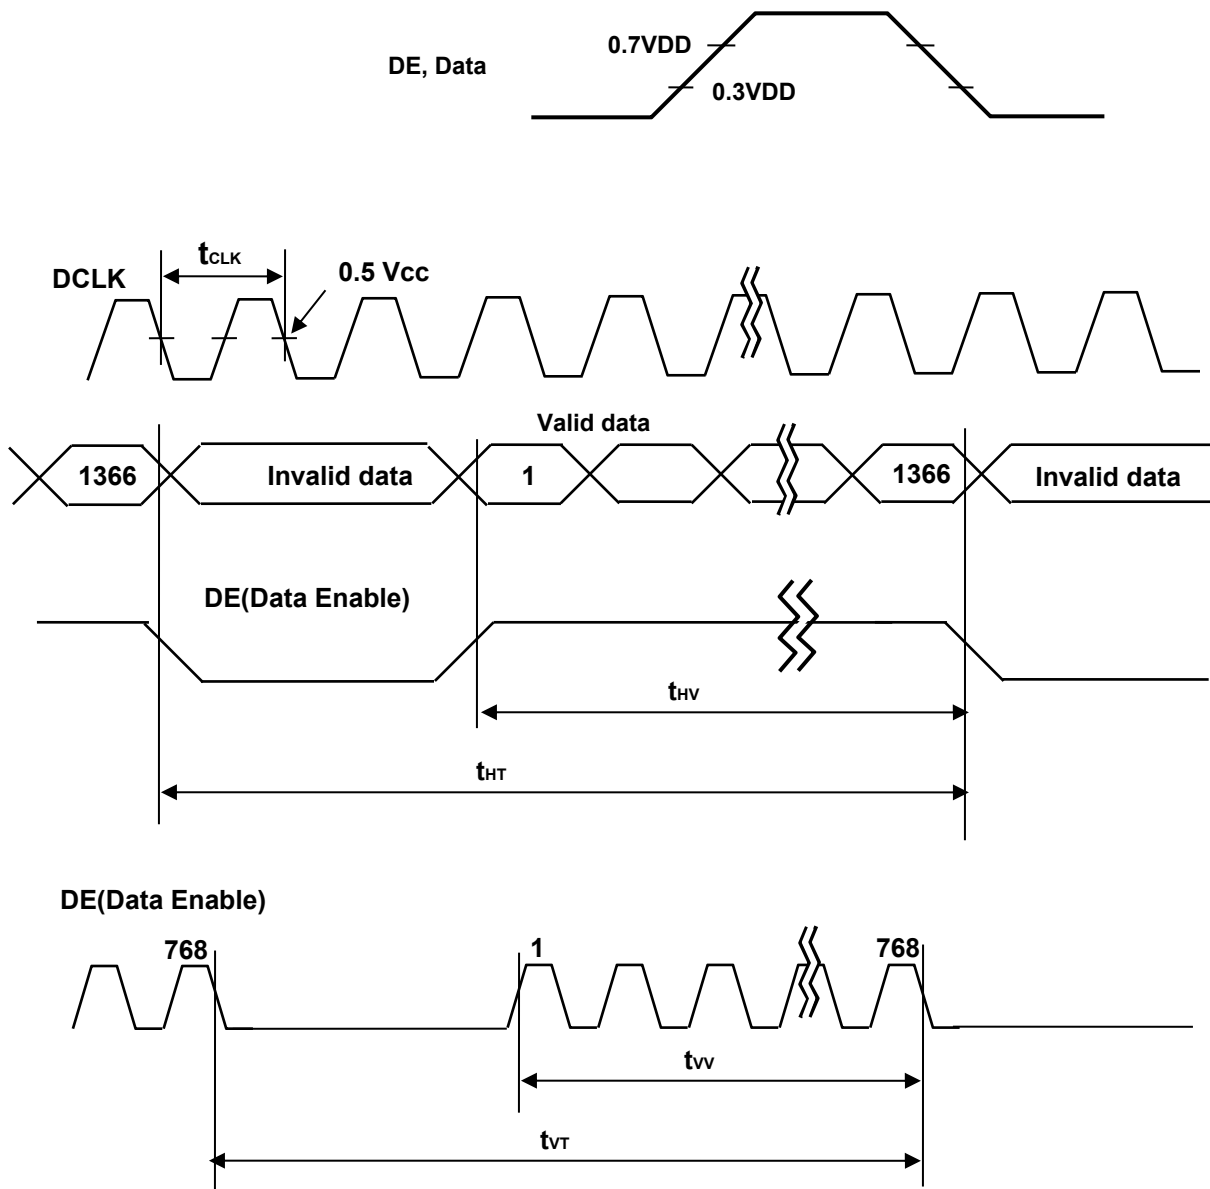 0.7VDD
DE, Data
0.3VDD
tCLK
DCLK
0.5 Vcc
Valid data
1366
Invalid data
1
1366
Invalid data
DE(Data Enable)
tHV
tHT
DE(Data Enable)
768
1
768
tVV
tVT